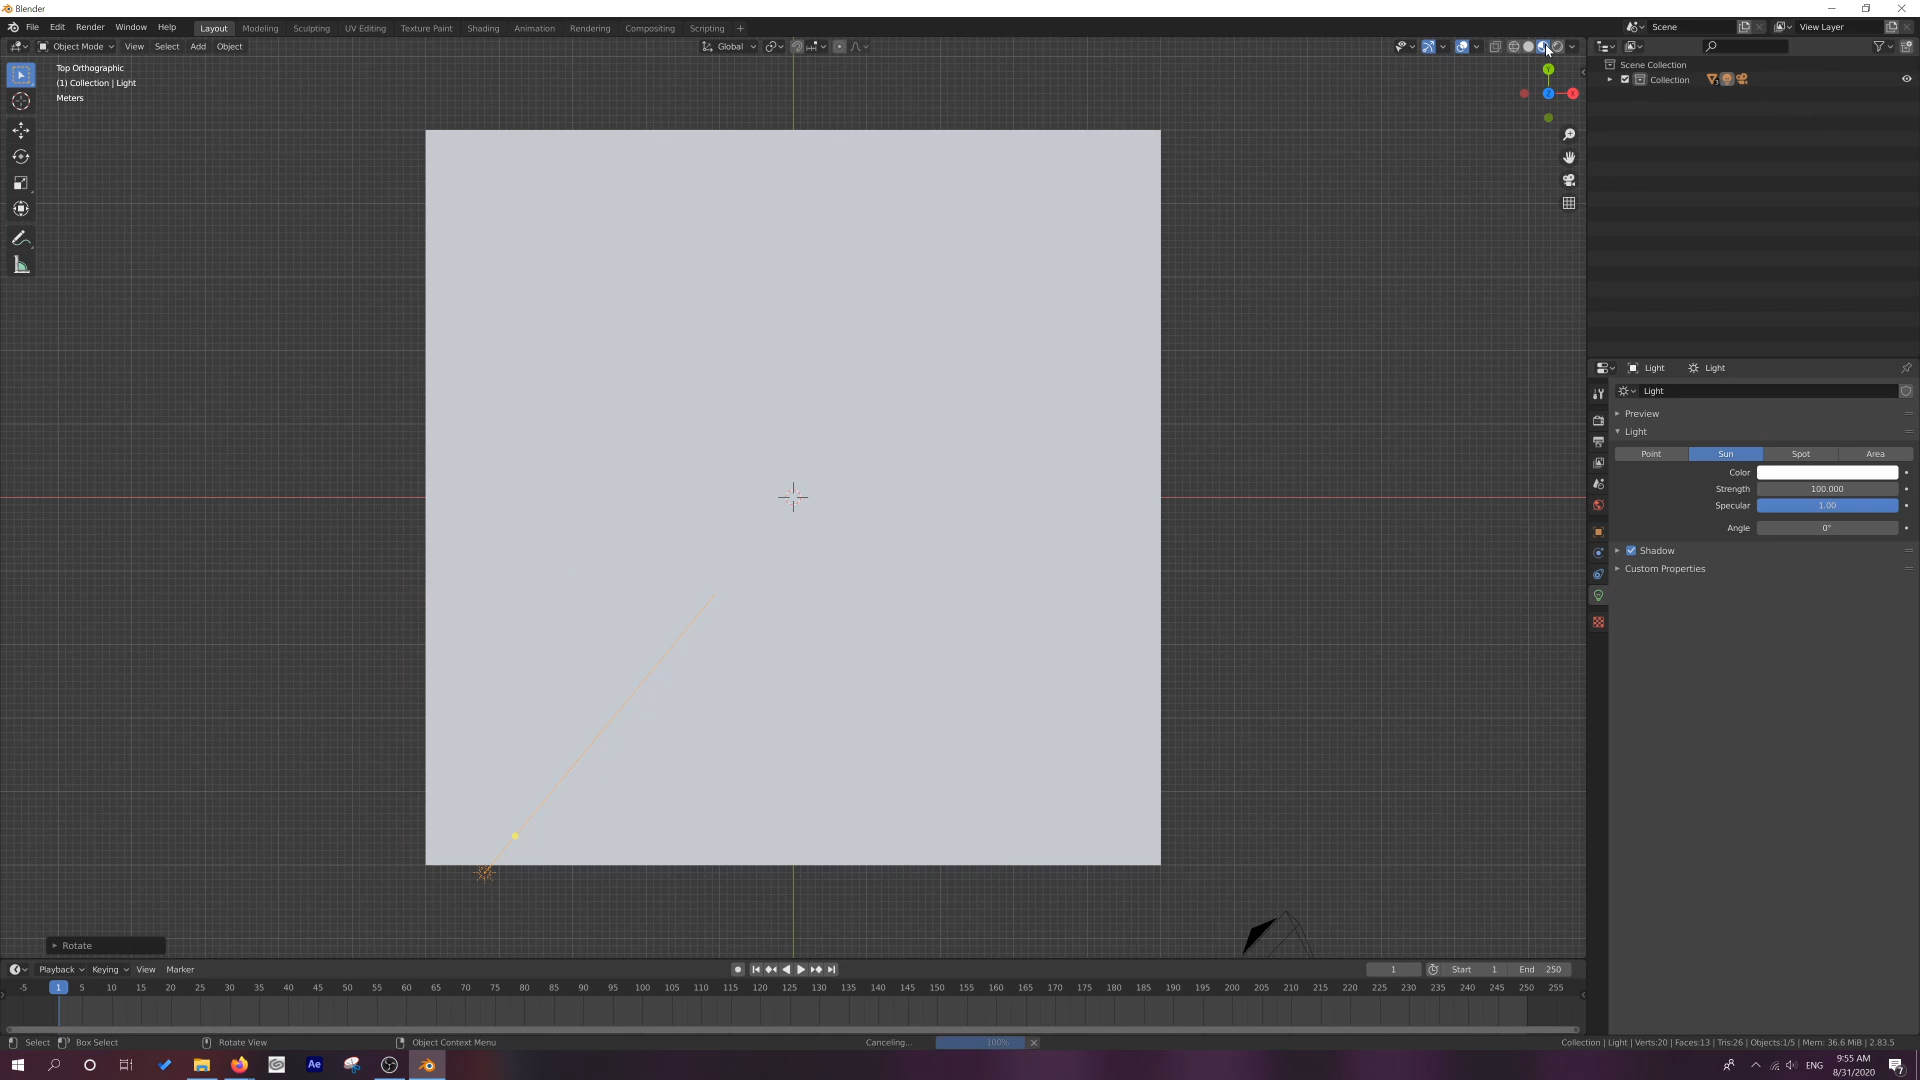 Blender
File Edit Render Window Help Layout Modeling Sculpting UV Editing Texture Paint Shading Animation Rendering Compositing Scripting + Scene View Layer
Object Mode View Select Add Object Global
Top Orthographic
(1) Collection | Light
Meters
Y
Z
X
Scene Collection
Collection
3
Light Light
Light
Preview
Light
Point Sun Spot Area
Color
Strength 100.000
Specular 1.00
Angle 0°
Shadow
Custom Properties
Rotate
Playback Keying View Marker 1 Start 1 End 250
-5 1 5 10 15 20 25 30 35 40 45 50 55 60 65 70 75 80 85 90 95 100 105 110 115 120 125 130 135 140 145 150 155 160 165 170 175 180 185 190 195 200 205 210 215 220 225 230 235 240 245 250 255
Select Box Select Rotate View Object Context Menu Canceling... 100% Collection | Light | Verts:20 | Faces:13 | Tris:26 | Objects:1/5 | Mem: 36.6 MiB | 2.83.5
Ae ENG 9:55 AM
8/31/2020
7